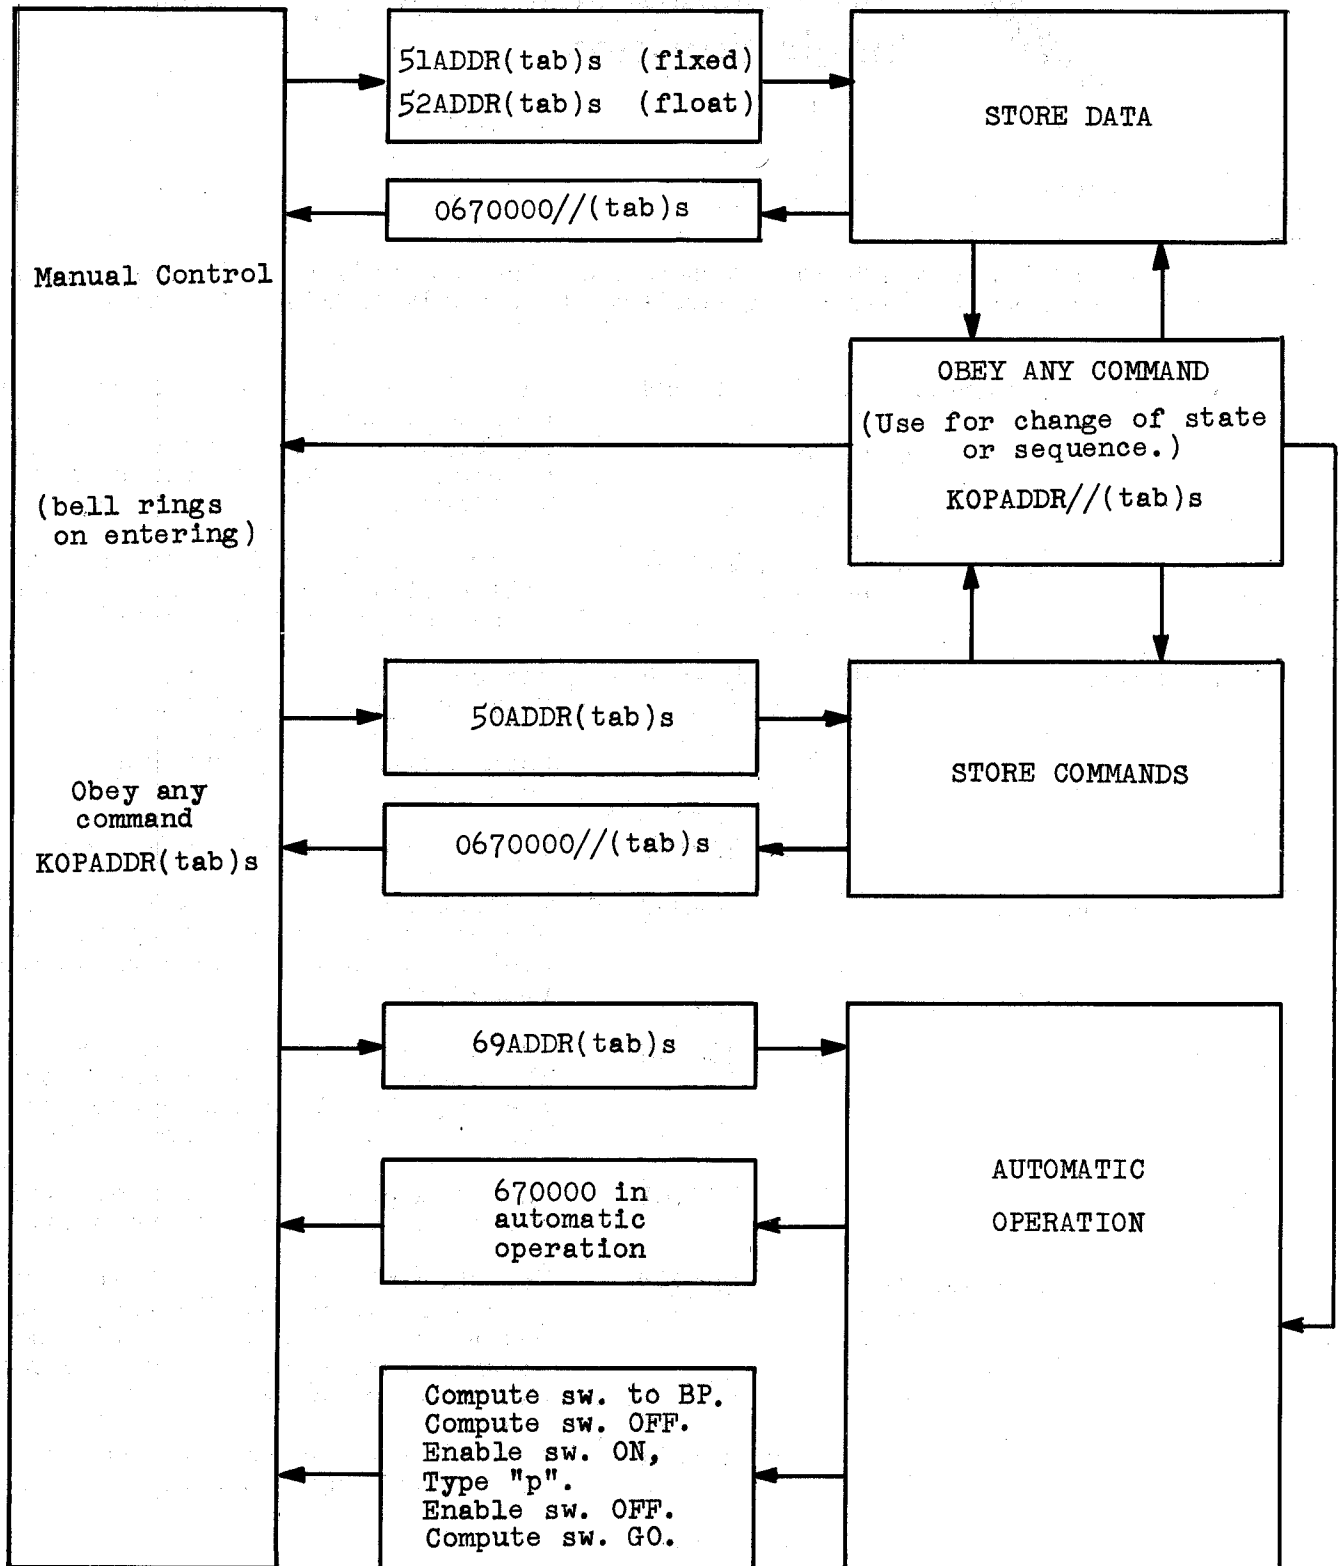 51ADDR(tab)s (fixed)
52ADDR(tab)s (float)
STORE DATA
0670000//(tab)s
Manual Control
OBEY ANY COMMAND
(Use for change of state
or sequence.)
KOPADDR//(tab)s
(bell rings
on entering)
50ADDR(tab)s
STORE COMMANDS
Obey any
command
KOPADDR(tab)s
0670000//(tab)s
69ADDR(tab)s
AUTOMATIC
OPERATION
670000 in
automatic
operation
Compute sw. to BP.
Compute sw. OFF.
Enable sw. ON,
Type "p".
Enable sw. OFF.
Compute sw. GO.